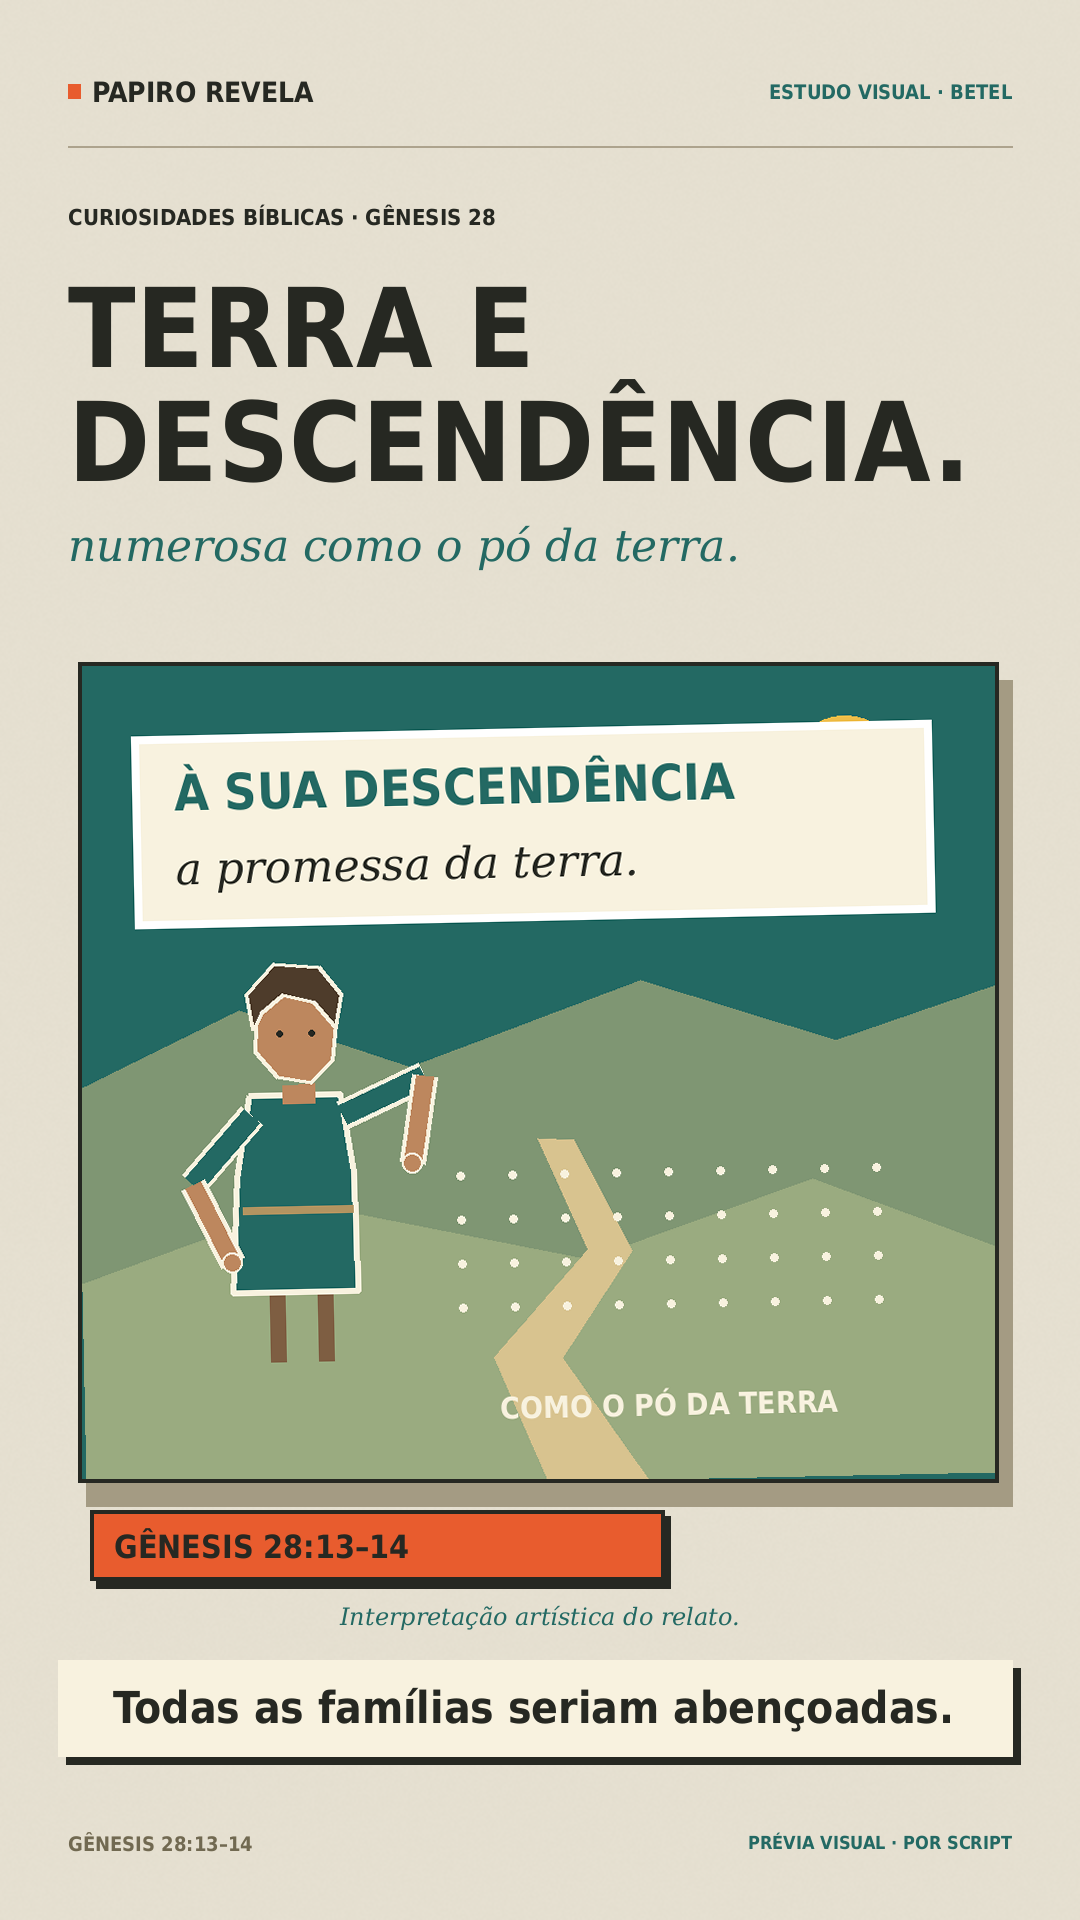 PAPIRO REVELA
ESTUDO VISUAL · BETEL
CURIOSIDADES BÍBLICAS · GÊNESIS 28
TERRA E
DESCENDÊNCIA.
numerosa como o pó da terra.
À SUA DESCENDÊNCIA
a promessa da terra.
COMO O PÓ DA TERRA
GÊNESIS 28:13–14
Interpretação artística do relato.
Todas as famílias seriam abençoadas.
GÊNESIS 28:13–14
PRÉVIA VISUAL · POR SCRIPT